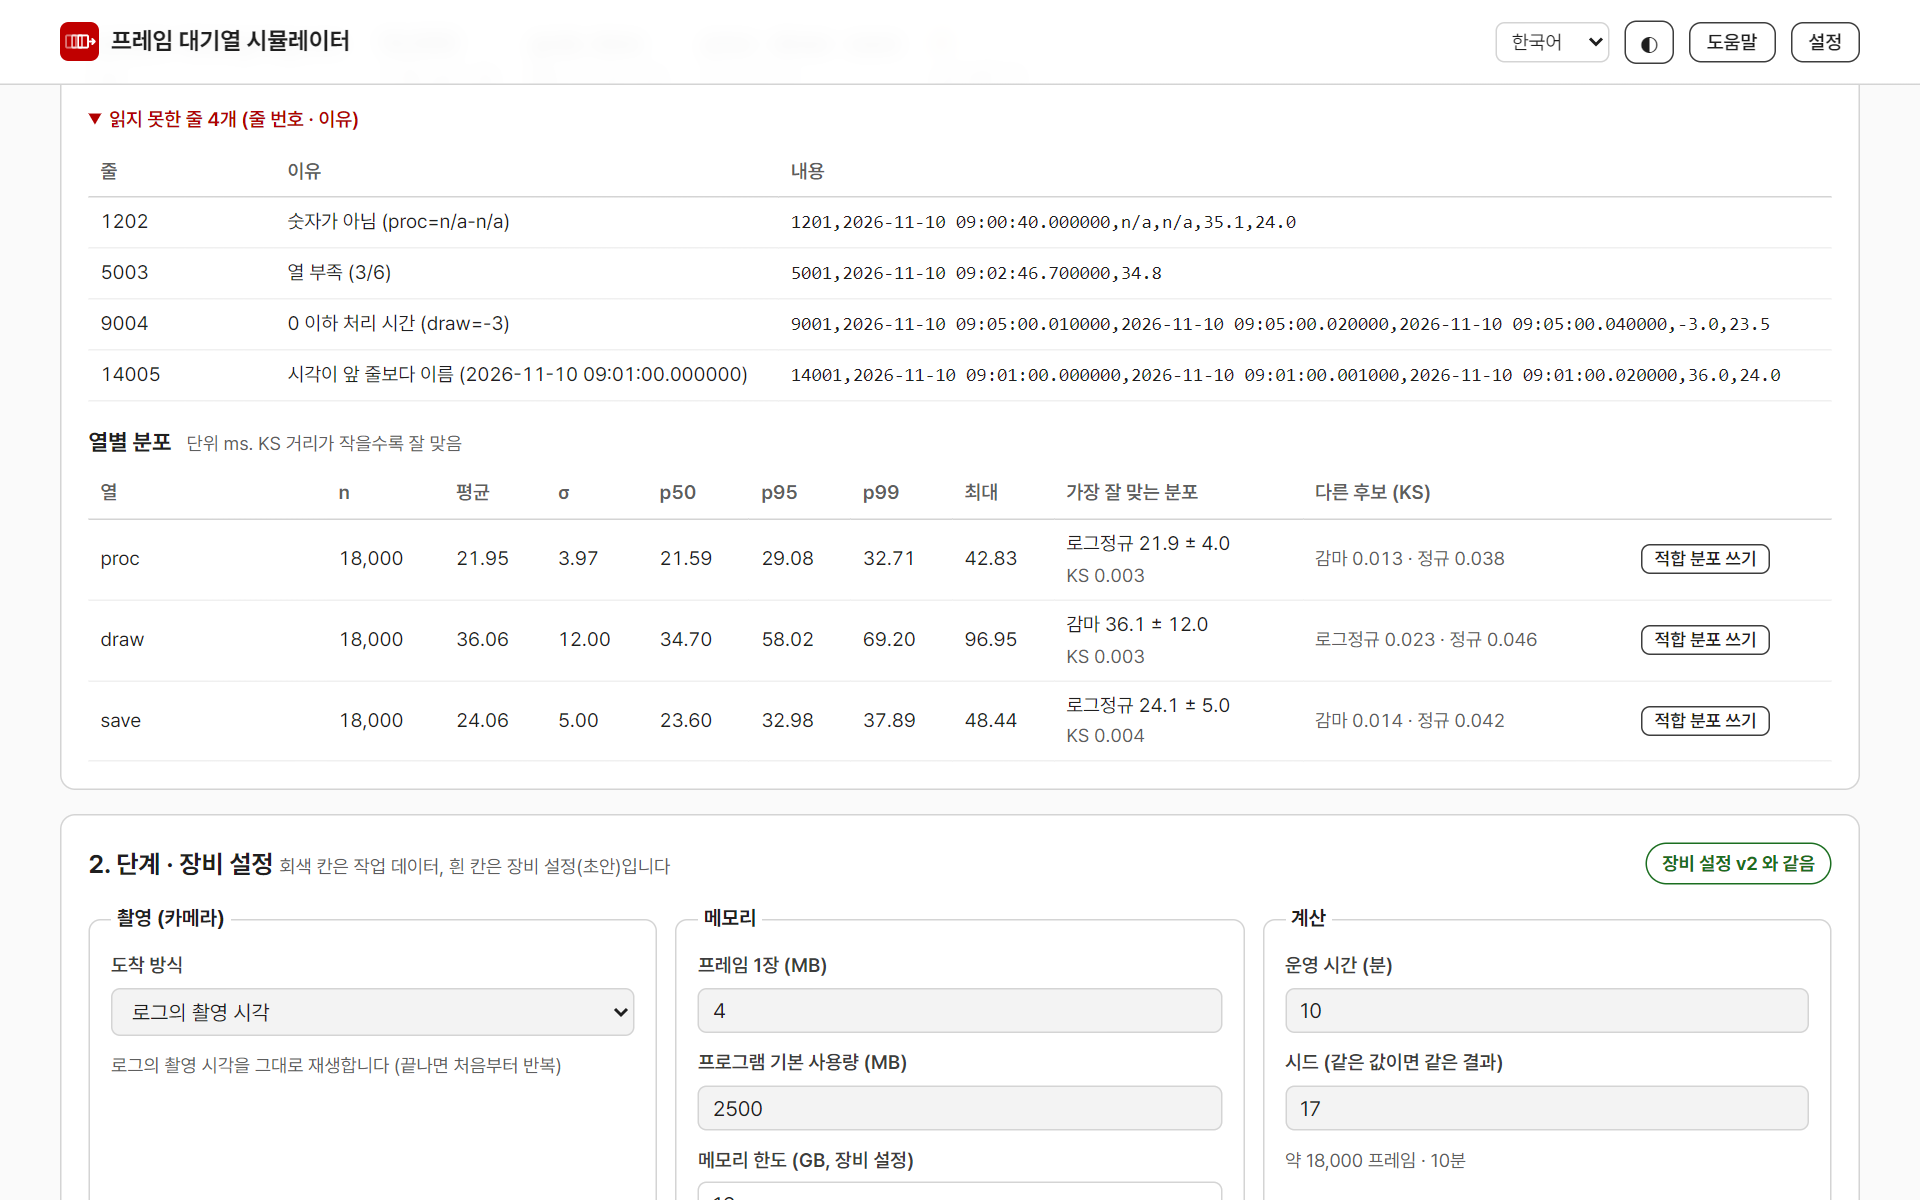 프레임 대기열 시뮬레이터
한국어
도움말
설정
▼ 읽지 못한 줄 4개 (줄 번호 · 이유)
줄 이유 내용
1202 숫자가 아님 (proc=n/a-n/a) 1201,2026-11-10 09:00:40.000000,n/a,n/a,35.1,24.0
5003 열 부족 (3/6) 5001,2026-11-10 09:02:46.700000,34.8
9004 0 이하 처리 시간 (draw=-3) 9001,2026-11-10 09:05:00.010000,2026-11-10 09:05:00.020000,2026-11-10 09:05:00.040000,-3.0,23.5
14005 시각이 앞 줄보다 이름 (2026-11-10 09:01:00.000000) 14001,2026-11-10 09:01:00.000000,2026-11-10 09:01:00.001000,2026-11-10 09:01:00.020000,36.0,24.0
열별 분포 단위 ms. KS 거리가 작을수록 잘 맞음
열 n 평균 σ p50 p95 p99 최대 가장 잘 맞는 분포 다른 후보 (KS)
proc 18,000 21.95 3.97 21.59 29.08 32.71 42.83 로그정규 21.9 ± 4.0 감마 0.013 · 정규 0.038 적합 분포 쓰기
KS 0.003
draw 18,000 36.06 12.00 34.70 58.02 69.20 96.95 감마 36.1 ± 12.0 로그정규 0.023 · 정규 0.046 적합 분포 쓰기
KS 0.003
save 18,000 24.06 5.00 23.60 32.98 37.89 48.44 로그정규 24.1 ± 5.0 감마 0.014 · 정규 0.042 적합 분포 쓰기
KS 0.004
2. 단계 · 장비 설정 회색 칸은 작업 데이터, 흰 칸은 장비 설정(초안)입니다
장비 설정 v2 와 같음
촬영 (카메라)
도착 방식
로그의 촬영 시각
로그의 촬영 시각을 그대로 재생합니다 (끝나면 처음부터 반복)
메모리
프레임 1장 (MB)
4
프로그램 기본 사용량 (MB)
2500
메모리 한도 (GB, 장비 설정)
계산
운영 시간 (분)
10
시드 (같은 값이면 같은 결과)
17
약 18,000 프레임 · 10분